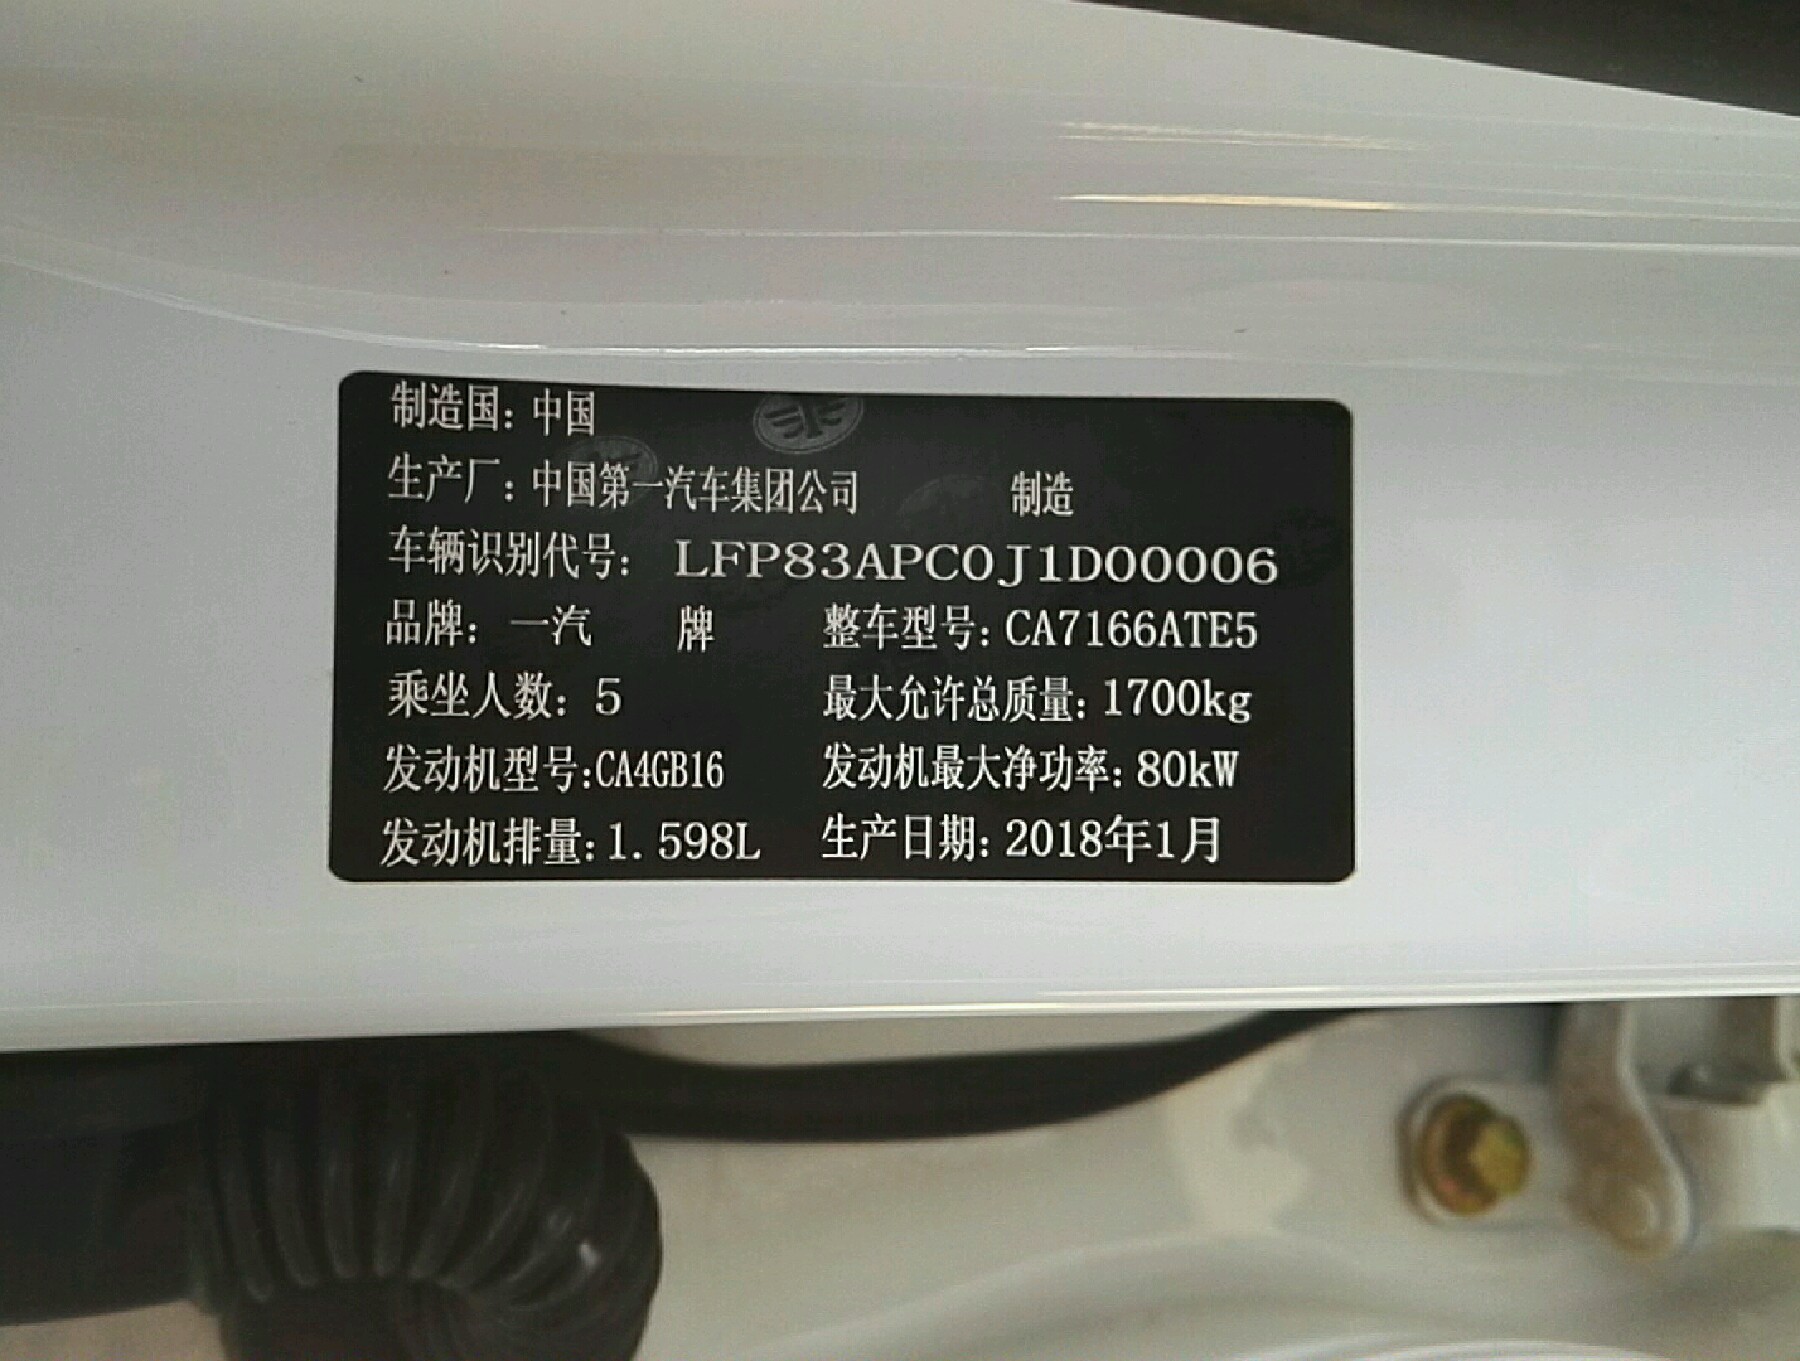 制造国：中国
生产厂：中国第一汽车集团公司 制造
车辆识别代号： LFP83APC0J1D00006
品牌：一汽 牌 整车型号：CA7166ATE5
乘坐人数：5 最大允许总质量：1700kg
发动机型号：CA4GB16 发动机最大净功率：80kW
发动机排量：1.598L 生产日期：2018年1月